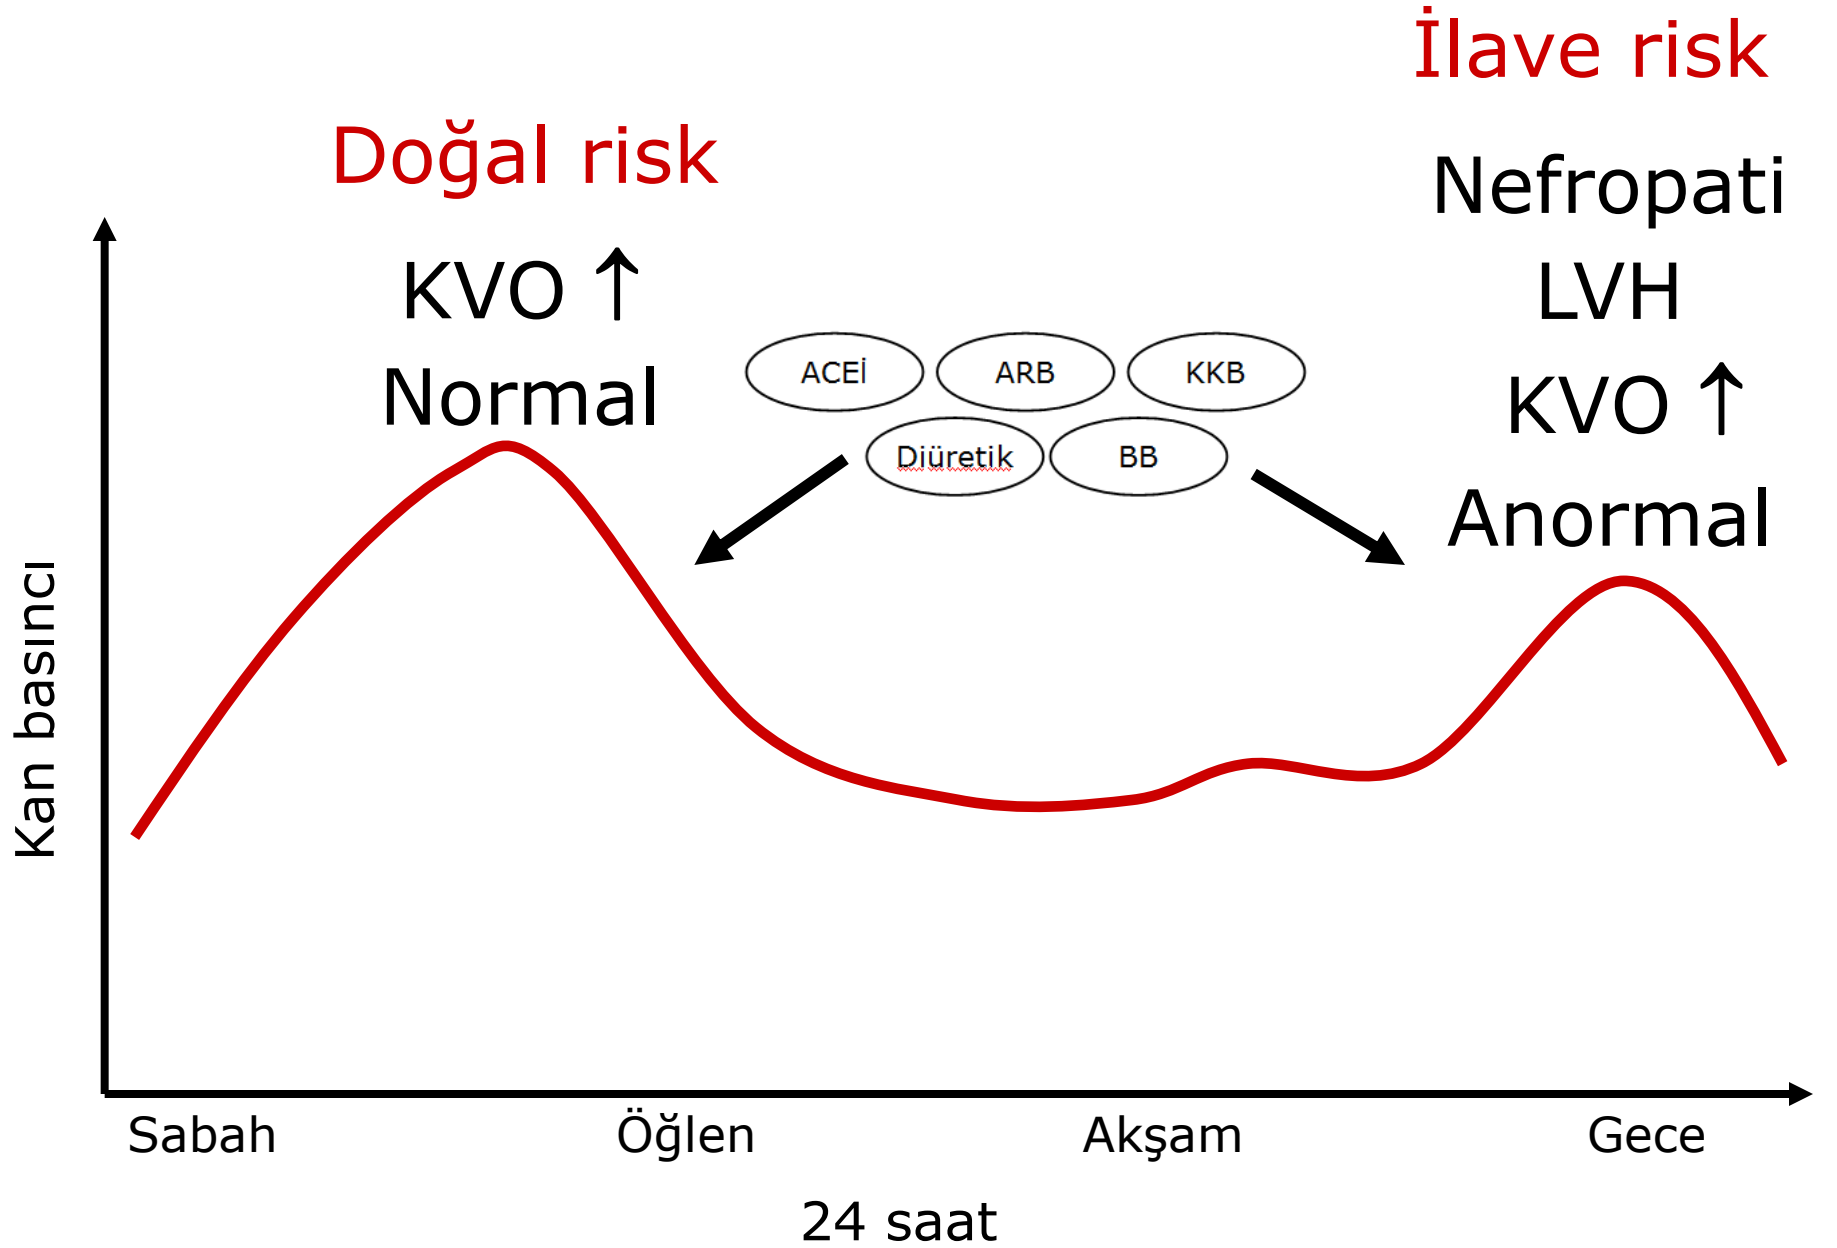 İlave risk
Doğal risk
Nefropati
KVO ↑
LVH
Normal
ACEİ
ARB
KKB
KVO ↑
Diüretik
BB
Anormal
Kan basıncı
Sabah
Öğlen
Akşam
Gece
24 saat